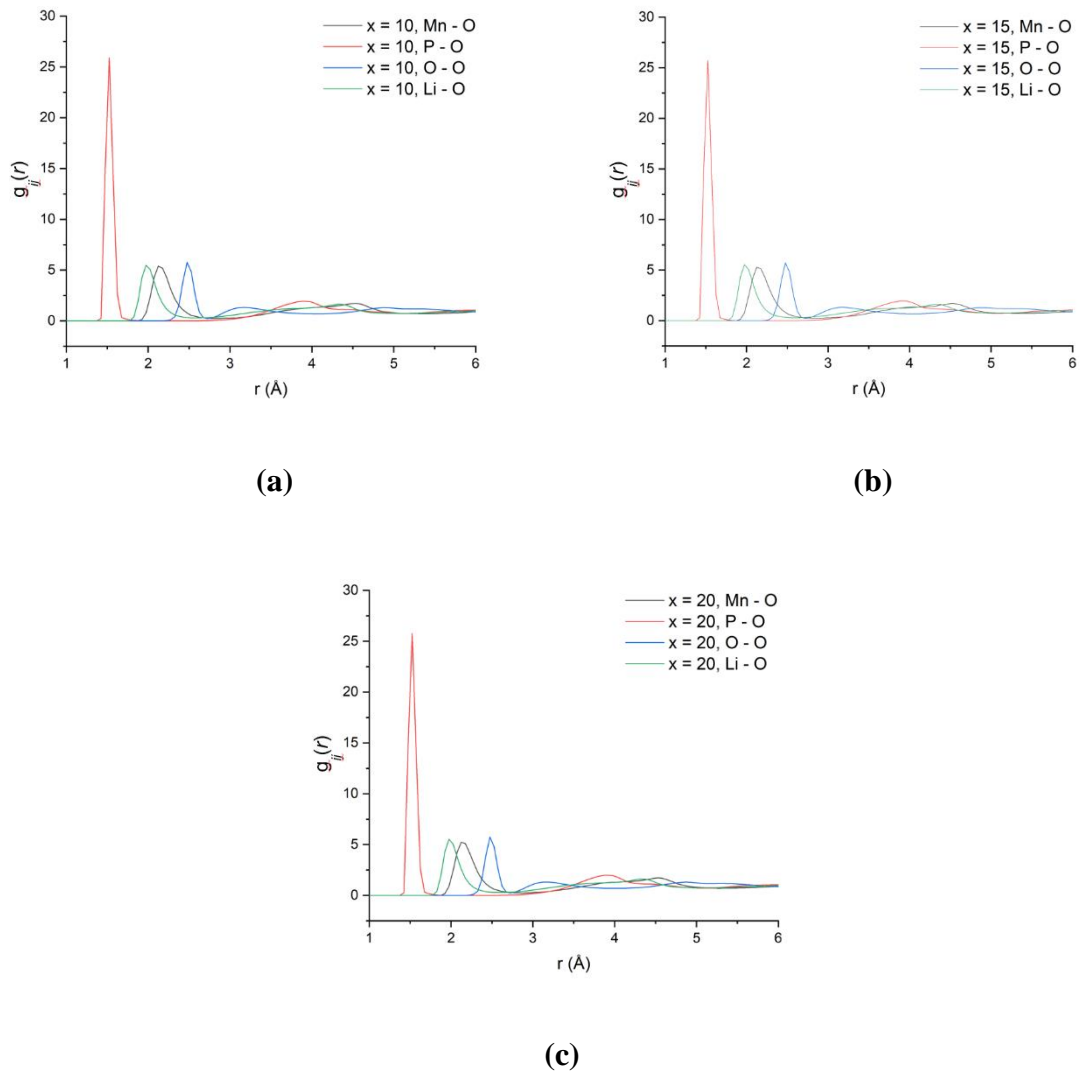 30
25
20
15
10
5
0
g_ij(r)
1 2 3 4 5 6
r (Å)
x = 10, Mn - O
x = 10, P - O
x = 10, O - O
x = 10, Li - O
(a)
30
25
20
15
10
5
0
g_ij(r)
1 2 3 4 5 6
r (Å)
x = 15, Mn - O
x = 15, P - O
x = 15, O - O
x = 15, Li - O
(b)
30
25
20
15
10
5
0
g_ij(r)
1 2 3 4 5 6
r (Å)
x = 20, Mn - O
x = 20, P - O
x = 20, O - O
x = 20, Li - O
(c)